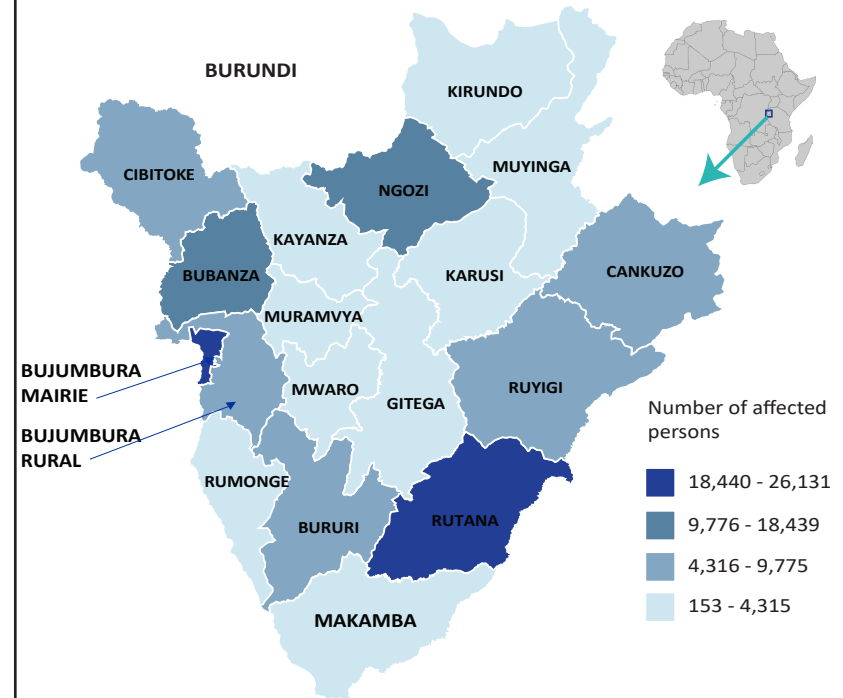 BURUNDI
KIRUNDO
CIBITOKE
MUYINGA
NGOZI
KAYANZA
BUBANZA
KARUSI
CANKUZO
MURAMVYA
BUJUMBURA
MAIRIE
MWARO
GITEGA
RUYIGI
BUJUMBURA
RURAL
RUMONGE
BURURI
RUTANA
MAKAMBA
Number of affected
persons
18,440 - 26,131
9,776 - 18,439
4,316 - 9,775
153 - 4,315